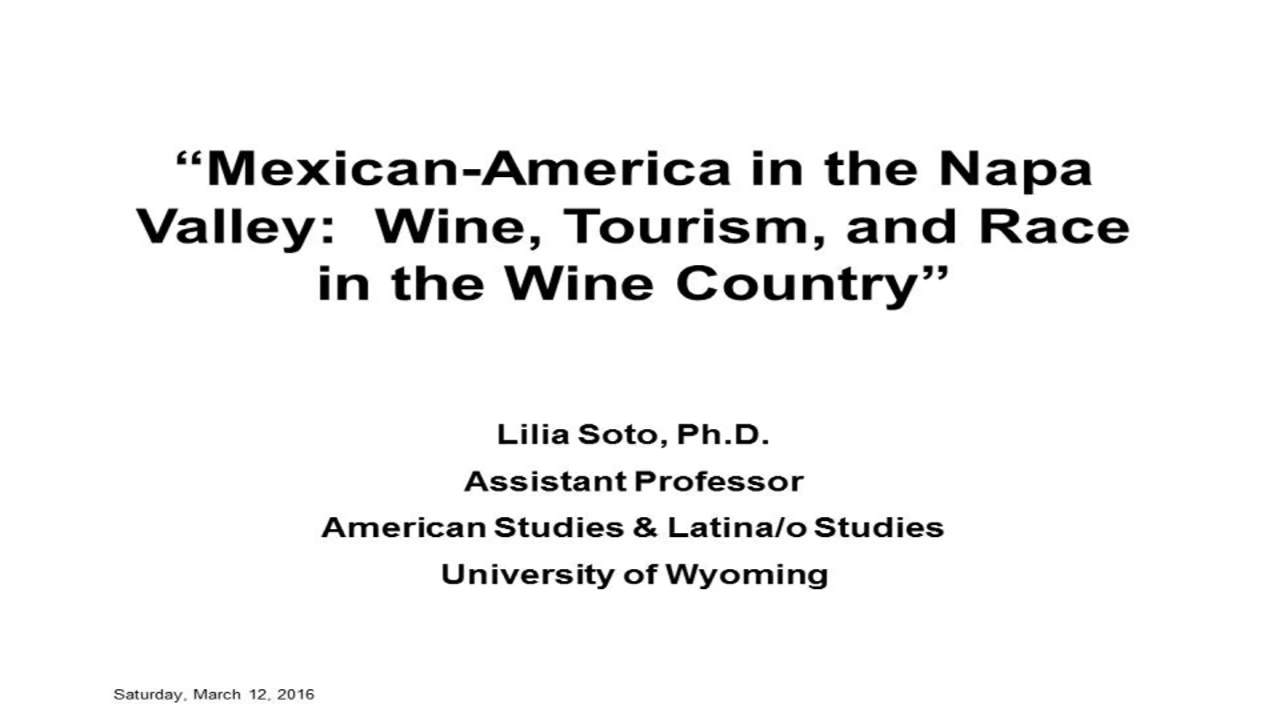 “Mexican-America in the Napa
Valley:  Wine, Tourism, and Race
in the Wine Country”
Lilia Soto, Ph.D.
Assistant Professor
American Studies & Latina/o Studies
University of Wyoming
Saturday, March 12, 2016